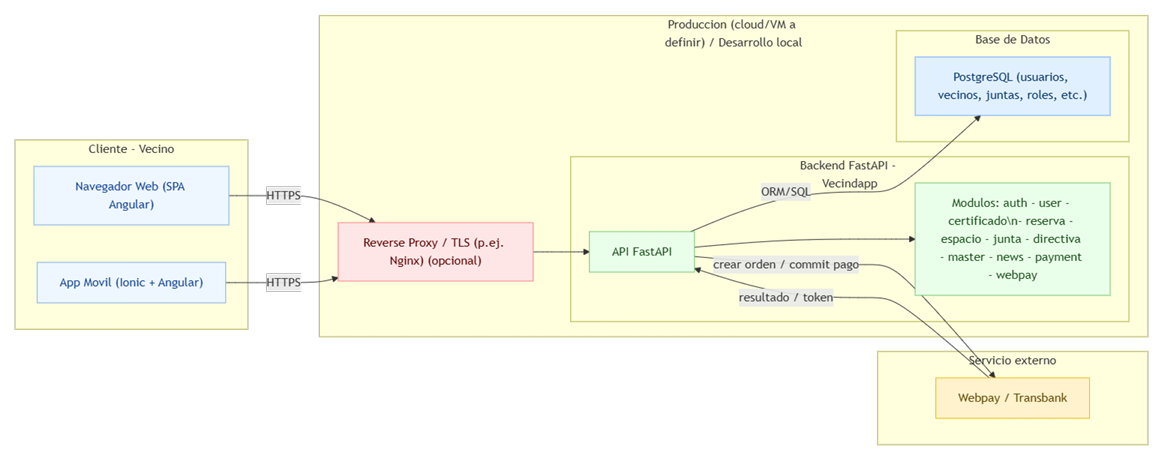 Produccion (cloud/VM a
definir) / Desarrollo local
Base de Datos
PostgreSQL (usuarios,
vecinos, juntas, roles, etc.)
Cliente - Vecino
Navegador Web (SPA
Angular)
HTTPS
App Movil (Ionic + Angular)
HTTPS
Reverse Proxy / TLS (p.ej.
Nginx) (opcional)
Backend FastAPI -
Vecindapp
ORM/SQL
API FastAPI
crear orden / commit pago
resultado / token
Modulos: auth - user -
certificado\n- reserva -
espacio - junta - directiva
- master - news - payment
- webpay
Servicio externo
Webpay / Transbank